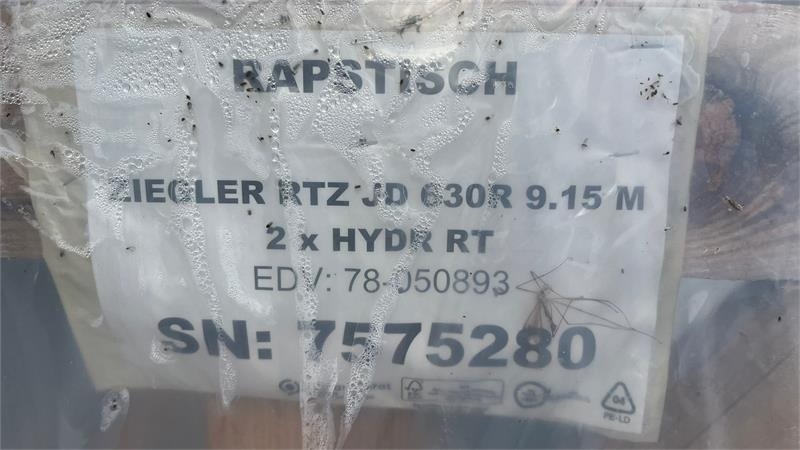 RAPSTISCH
ZIEGLER RTZ JD 630R 9.15 M
2 x HYDR RT
EDV: 78-050893
SN: 7575280
04
PE-LD